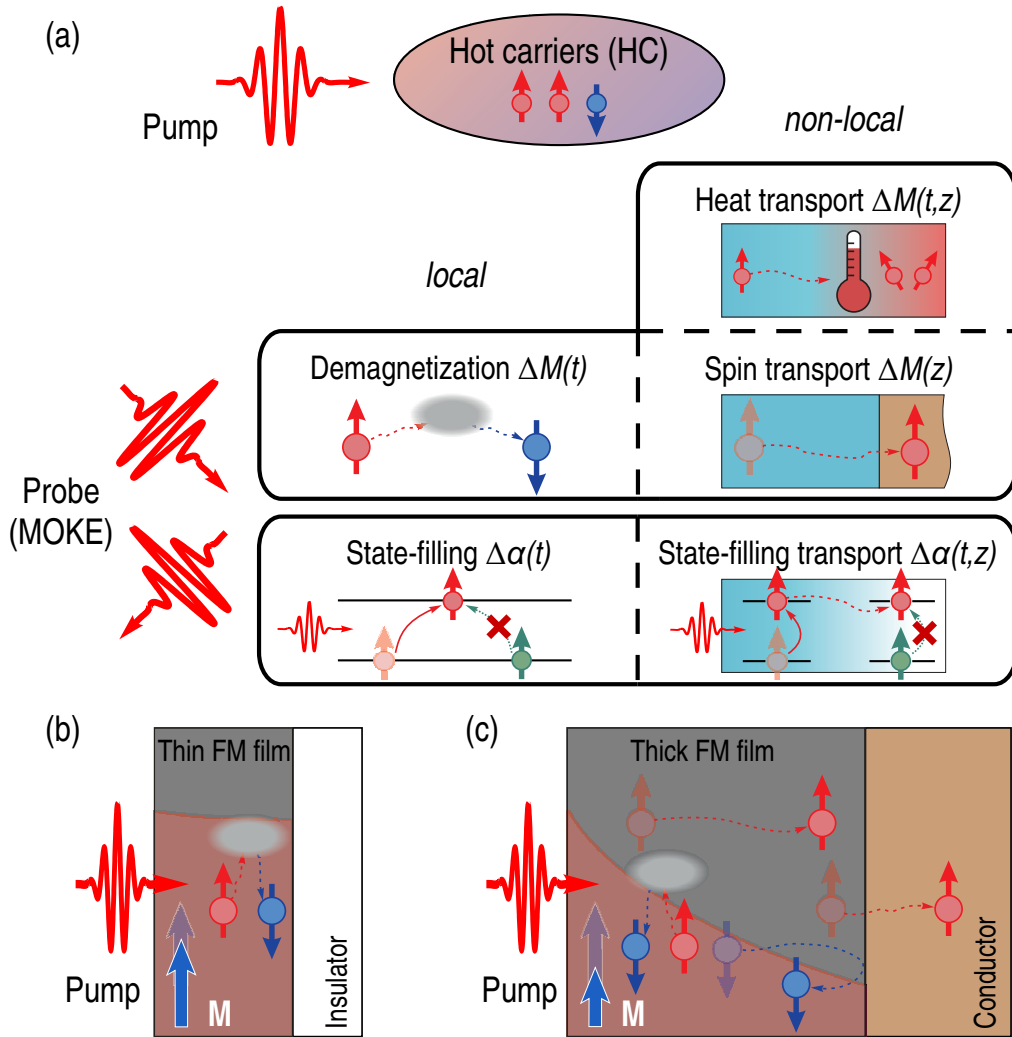 (a)
Hot carriers (HC)
Pump
non-local
Heat transport ΔM(t,z)
local
Demagnetization ΔM(t)
Spin transport ΔM(z)
Probe
(MOKE)
State-filling Δα(t)
State-filling transport Δα(t,z)
(b)
Thin FM film
Pump
M
Insulator
(c)
Thick FM film
Pump
M
Conductor